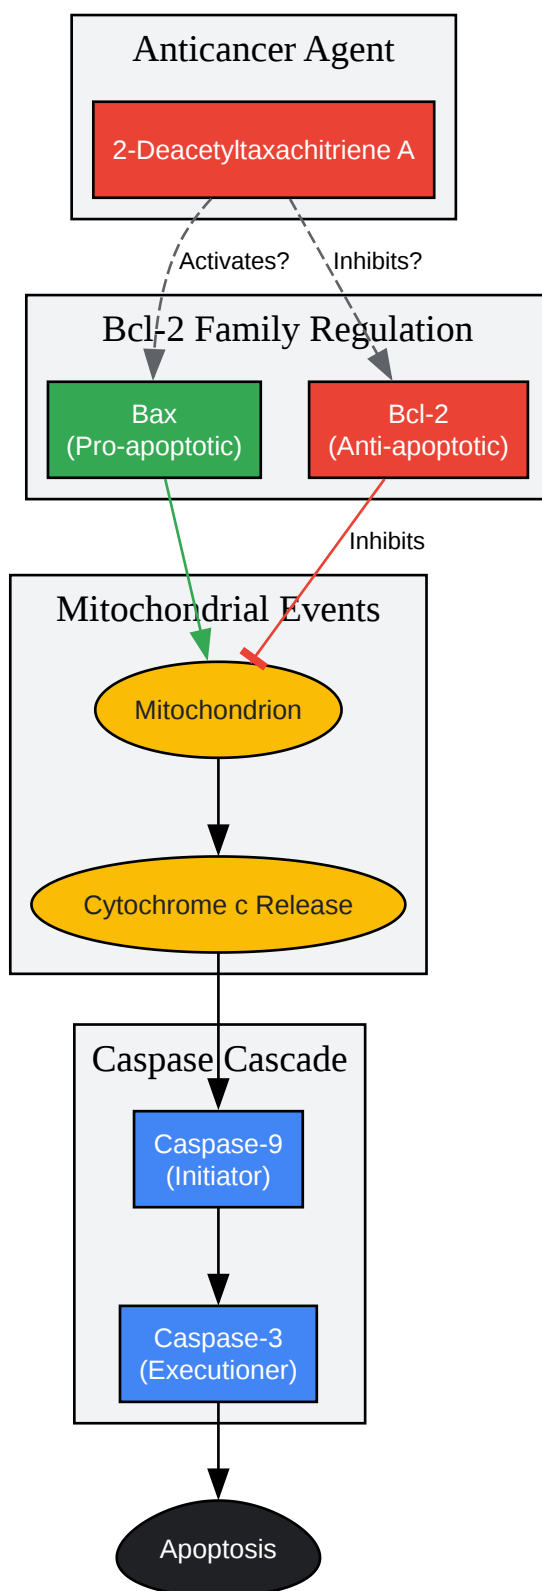 Anticancer Agent
2-Deacetyltaxachitriene A
Activates?
Inhibits?
Bcl-2 Family Regulation
Bax
(Pro-apoptotic)
Bcl-2
(Anti-apoptotic)
Inhibits
Mitochondrial Events
Mitochondrion
Cytochrome c Release
Caspase Cascade
Caspase-9
(Initiator)
Caspase-3
(Executioner)
Apoptosis